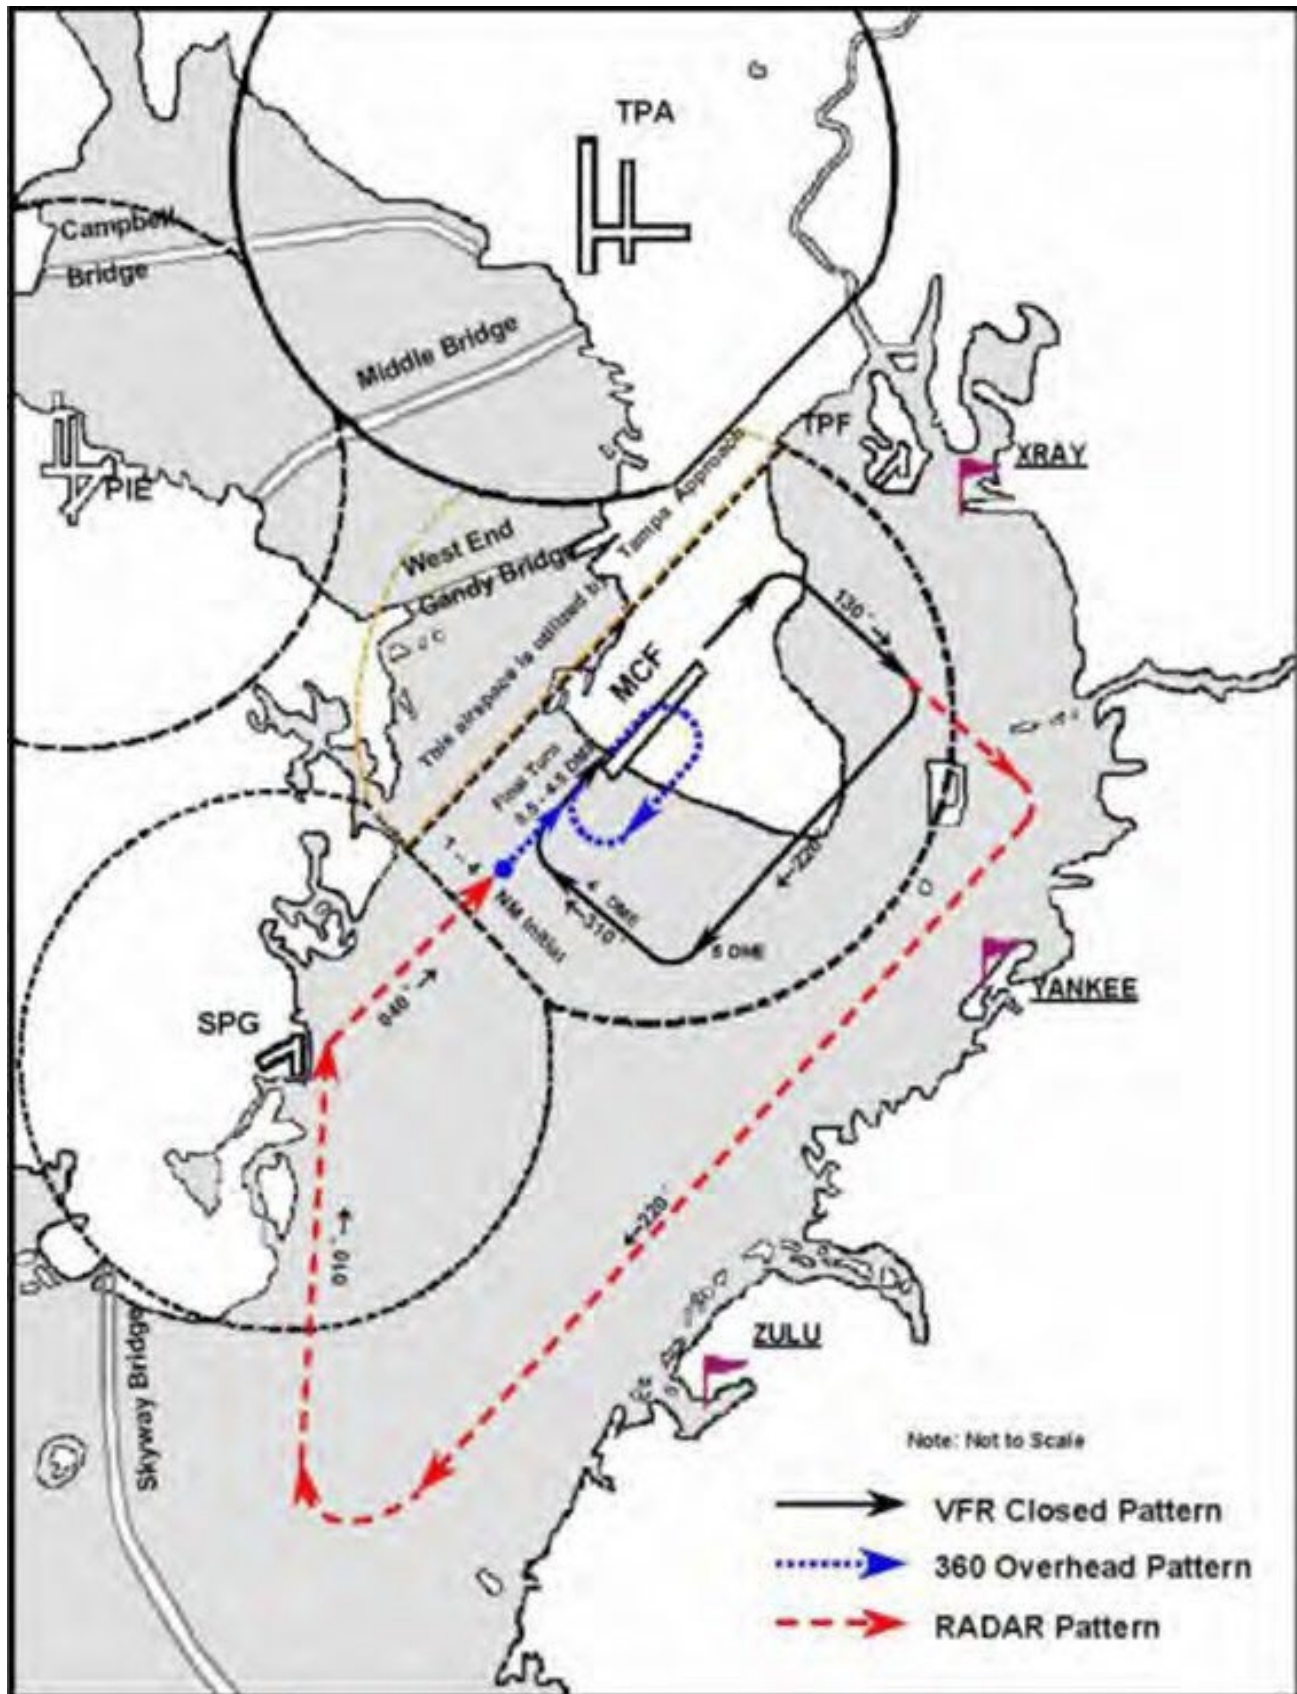 TPA
Campbell
Bridge
Middle Bridge
TPF
XRAY
PIE
West End
Gandy Bridge
This airspace is utilized by Tampa Approach
130°→
MCF
Final Turn
1 - 4
NM Initial
←220°
4 DME
←310°
5 DME
YANKEE
SPG
040°→
←220°
010°→
ZULU
Skyway Bridge
Note: Not to Scale
VFR Closed Pattern
360 Overhead Pattern
RADAR Pattern